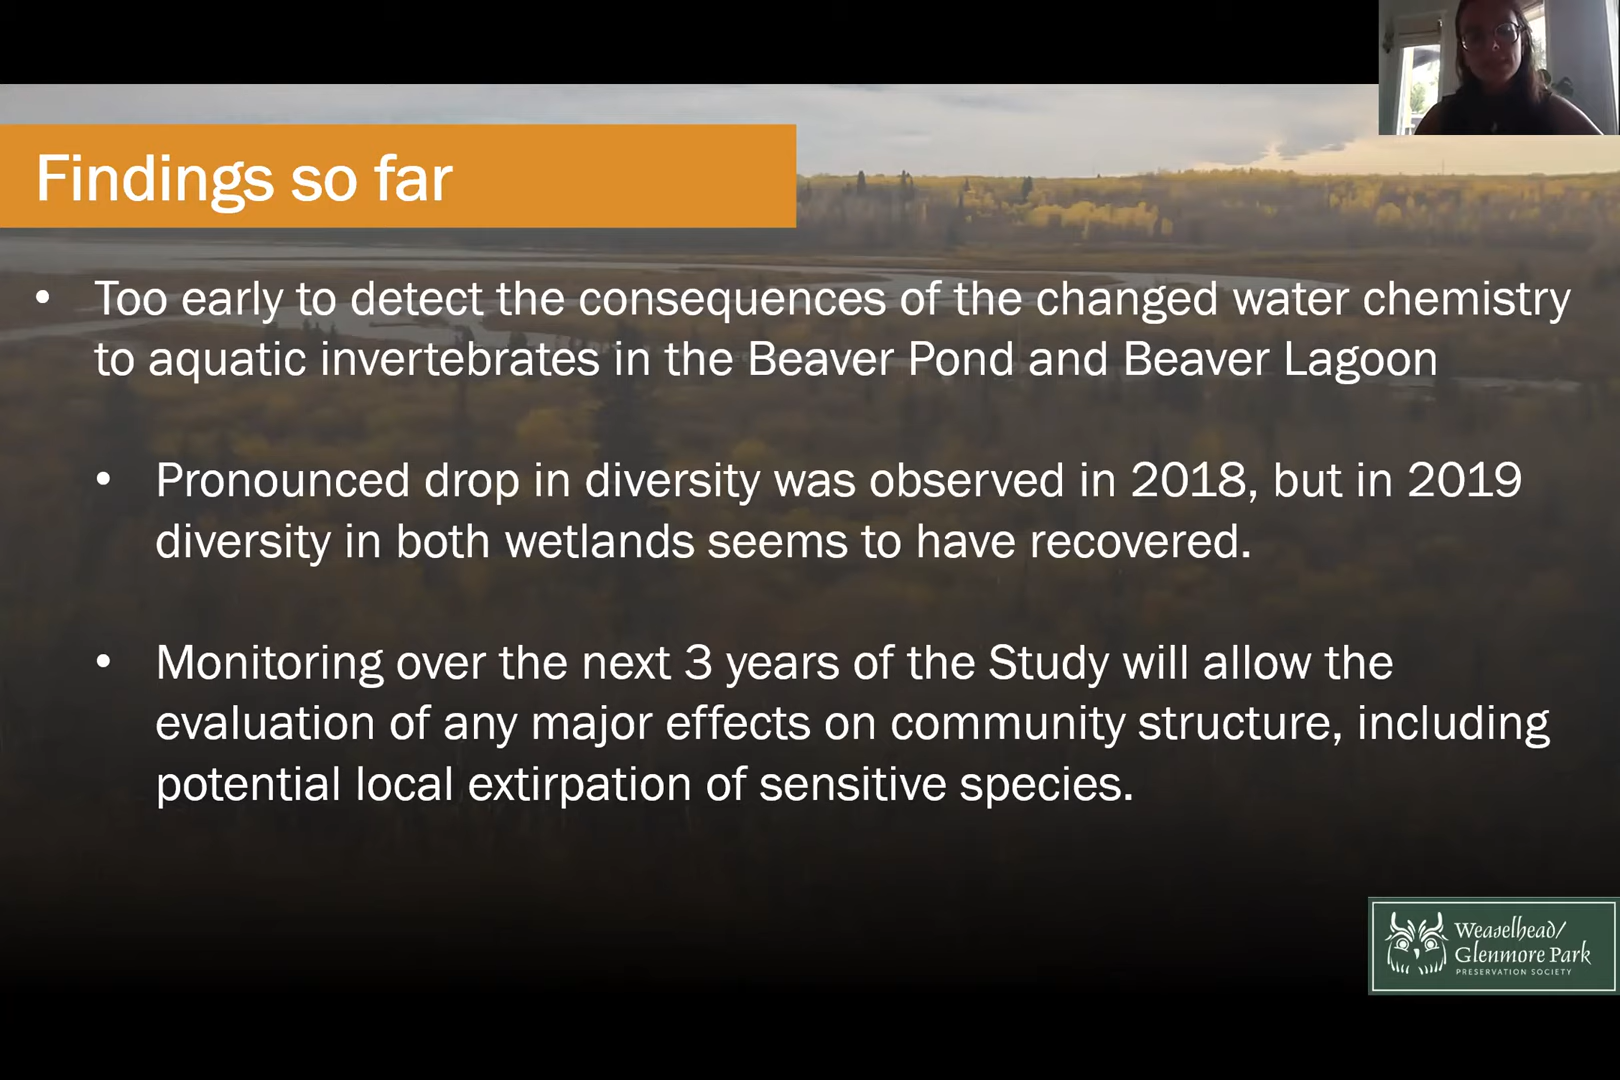 Findings so far
• Too early to detect the consequences of the changed water chemistry
to aquatic invertebrates in the Beaver Pond and Beaver Lagoon
• Pronounced drop in diversity was observed in 2018, but in 2019
diversity in both wetlands seems to have recovered.
• Monitoring over the next 3 years of the Study will allow the
evaluation of any major effects on community structure, including
potential local extirpation of sensitive species.
Weaselhead/
Glenmore Park
PRESERVATION SOCIETY